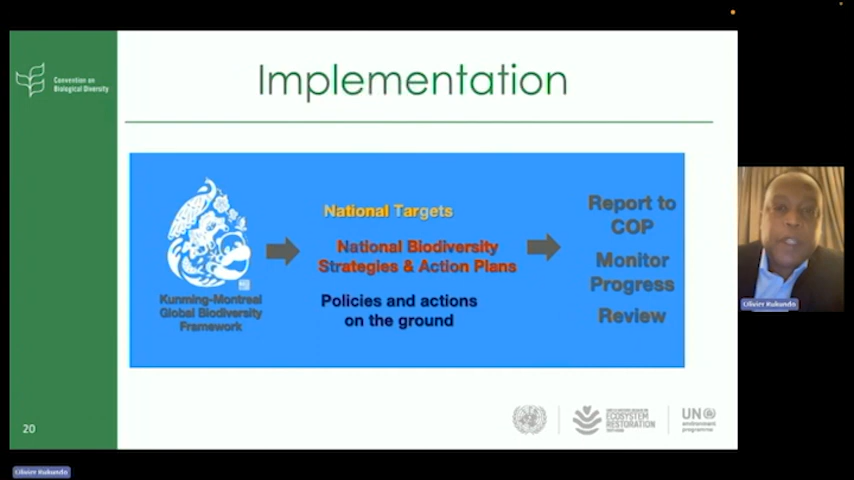 Convention on
Biological Diversity
Implementation
Kunming-Montreal
Global Biodiversity
Framework
National Targets
National Biodiversity
Strategies & Action Plans
Policies and actions
on the ground
Report to
COP
Monitor
Progress
Review
Olivier Rukundo
20
ECOSYSTEM
RESTORATION
UN
environment
programme
Olivier Rukundo